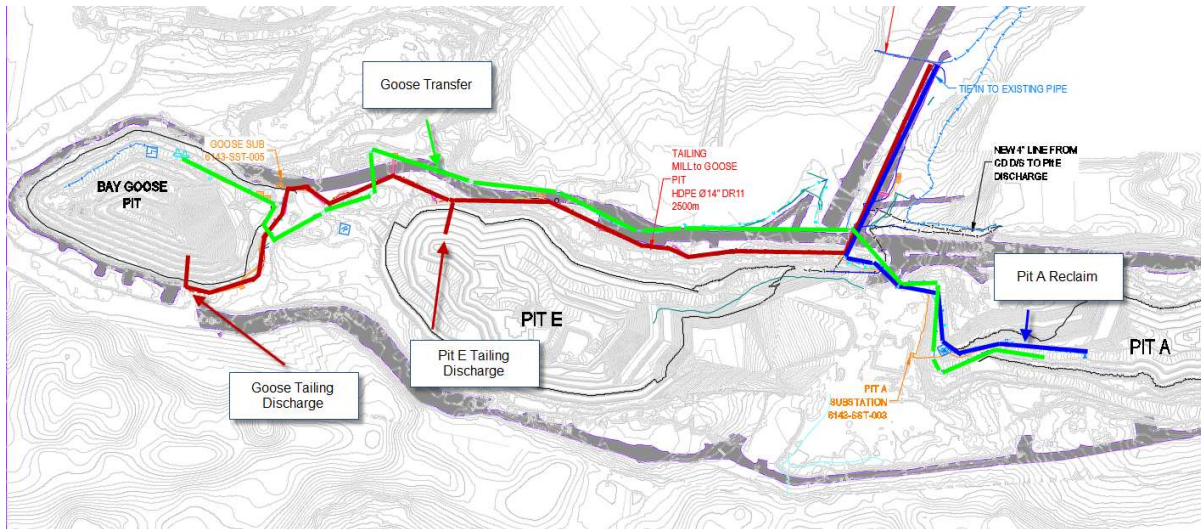 Goose Transfer
GOOSE SUB
6143-SST-005
BAY GOOSE
PIT
TAILING
MILL to GOOSE
PIT
HDPE Ø14" DR11
2500m
TIE IN TO EXISTING PIPE
NEW 4" LINE FROM
CD D/S TO Pit E
DISCHARGE
Pit A Reclaim
PIT E
PIT A
Pit E Tailing
Discharge
Goose Tailing
Discharge
PIT A
SUBSTATION
6143-SST-003